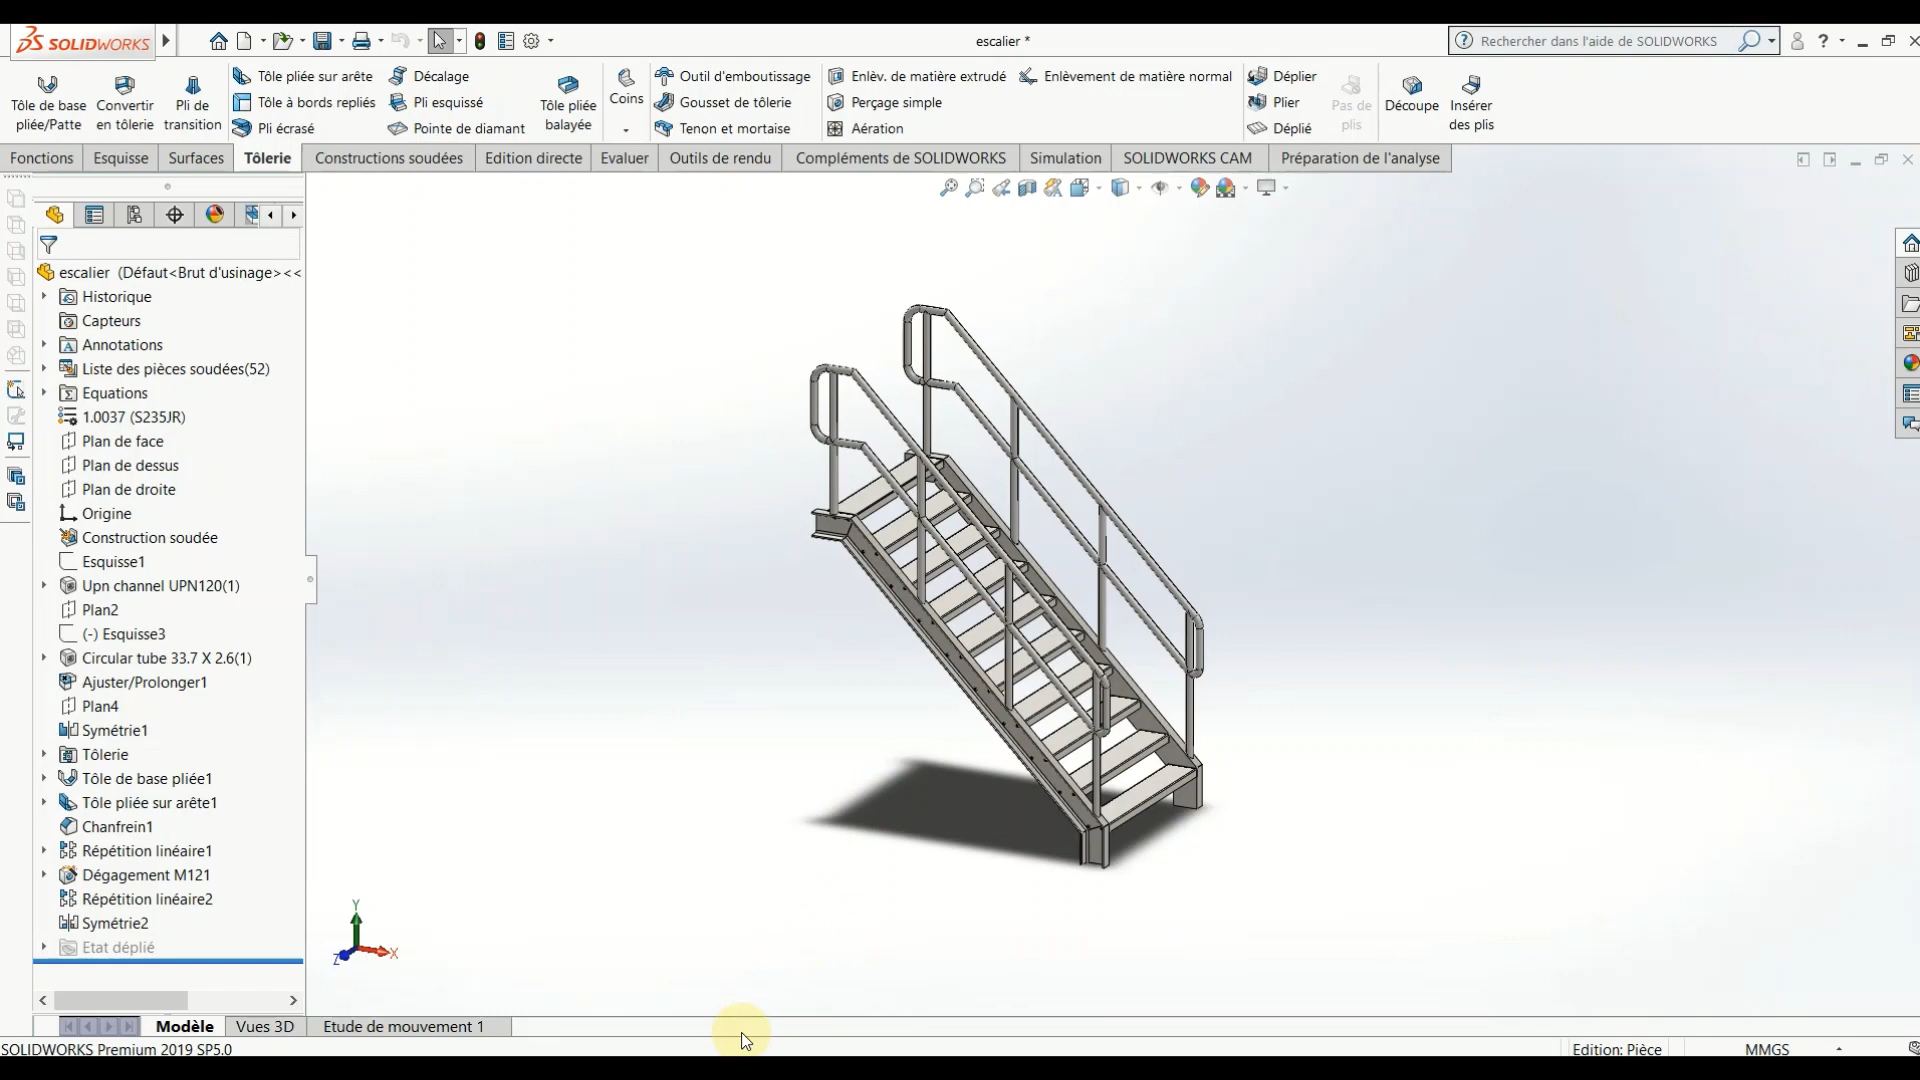 SOLIDWORKS
escalier *
Rechercher dans l'aide de SOLIDWORKS
Tôle de base
pliée/Patte
Convertir
en tôlerie
Pli de
transition
Tôle pliée sur arête
Tôle à bords repliés
Pli écrasé
Décalage
Pli esquissé
Pointe de diamant
Tôle pliée
balayée
Coins
Outil d'emboutissage
Gousset de tôlerie
Tenon et mortaise
Enlèv. de matière extrudé
Perçage simple
Aération
Enlèvement de matière normal
Déplier
Plier
Déplié
Pas de
plis
Découpe
Insérer
des plis
Fonctions
Esquisse
Surfaces
Tôlerie
Constructions soudées
Edition directe
Evaluer
Outils de rendu
Compléments de SOLIDWORKS
Simulation
SOLIDWORKS CAM
Préparation de l'analyse
escalier (Défaut<Brut d'usinage><<
Historique
Capteurs
Annotations
Liste des pièces soudées(52)
Equations
1.0037 (S235JR)
Plan de face
Plan de dessus
Plan de droite
Origine
Construction soudée
Esquisse1
Upn channel UPN120(1)
Plan2
(-) Esquisse3
Circular tube 33.7 X 2.6(1)
Ajuster/Prolonger1
Plan4
Symétrie1
Tôlerie
Tôle de base pliée1
Tôle pliée sur arête1
Chanfrein1
Répétition linéaire1
Dégagement M121
Répétition linéaire2
Symétrie2
Etat déplié
Y
X
Z
Modèle
Vues 3D
Etude de mouvement 1
SOLIDWORKS Premium 2019 SP5.0
Edition: Pièce
MMGS